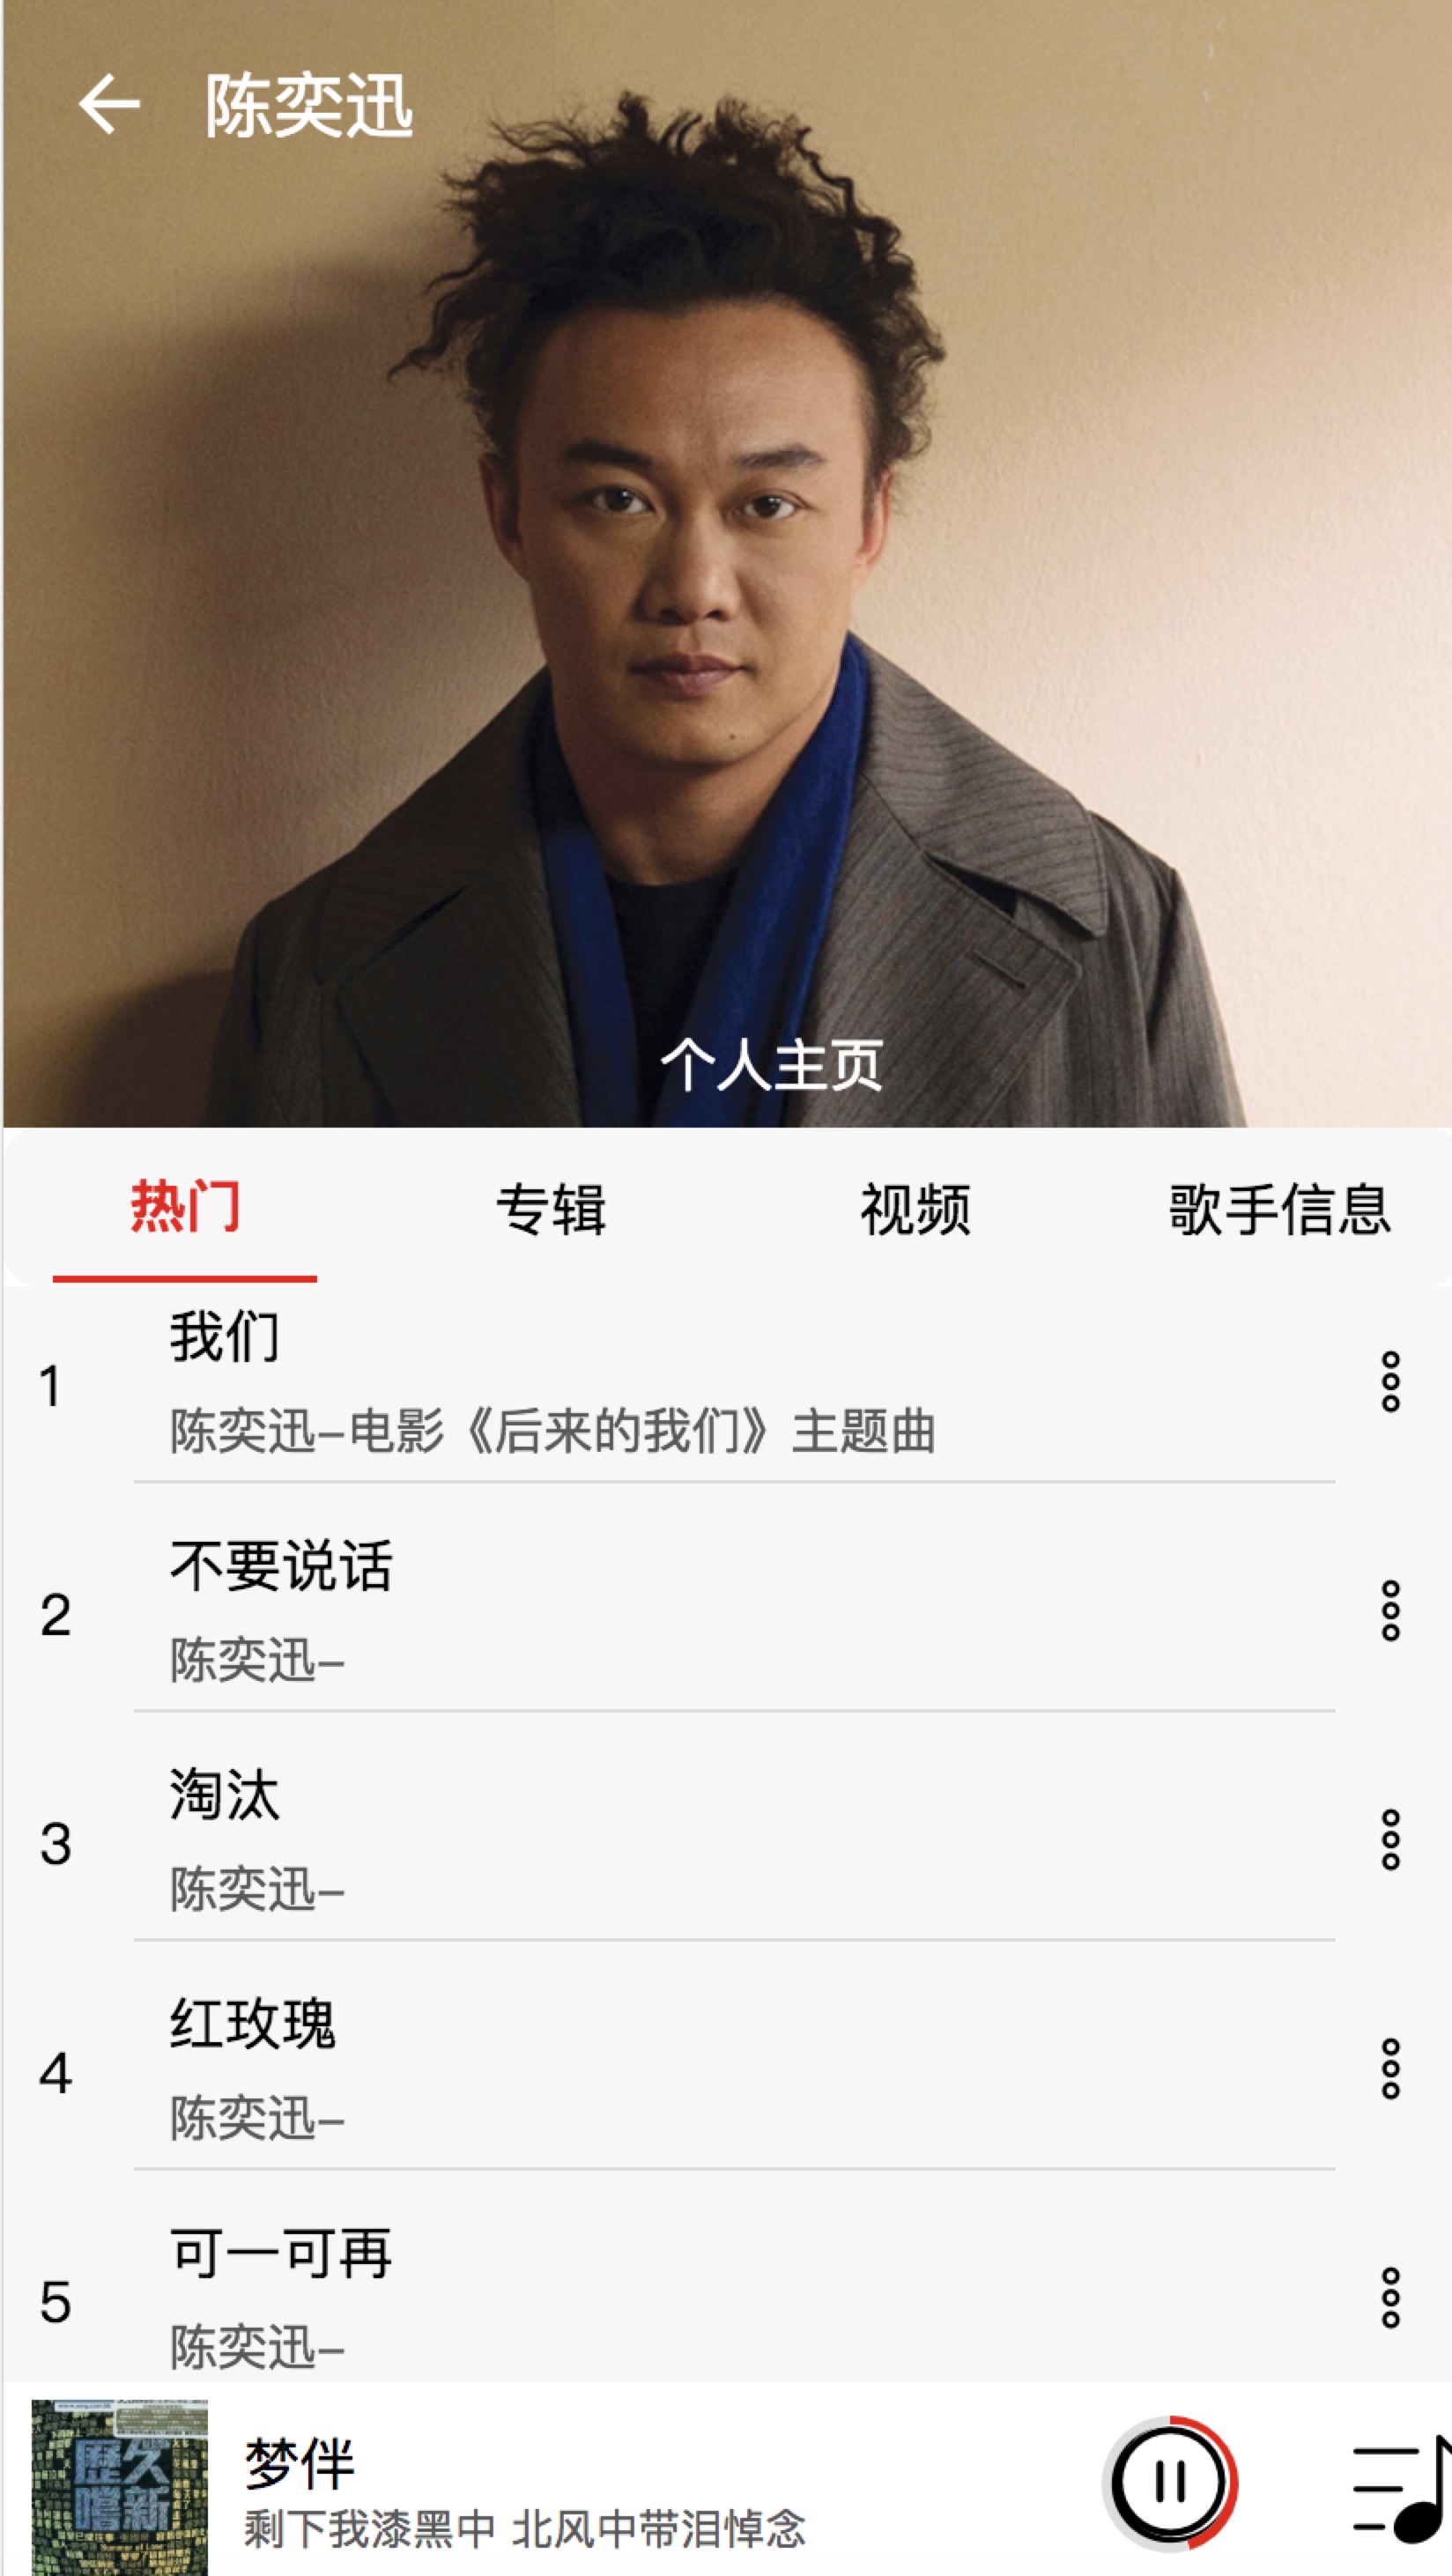 陈奕迅
个人主页
热门 专辑 视频 歌手信息
1
我们
陈奕迅–电影《后来的我们》主题曲
2
不要说话
陈奕迅–
3
淘汰
陈奕迅–
4
红玫瑰
陈奕迅–
5
可一可再
陈奕迅–
歷久
嚐新
梦伴
剩下我漆黑中 北风中带泪悼念